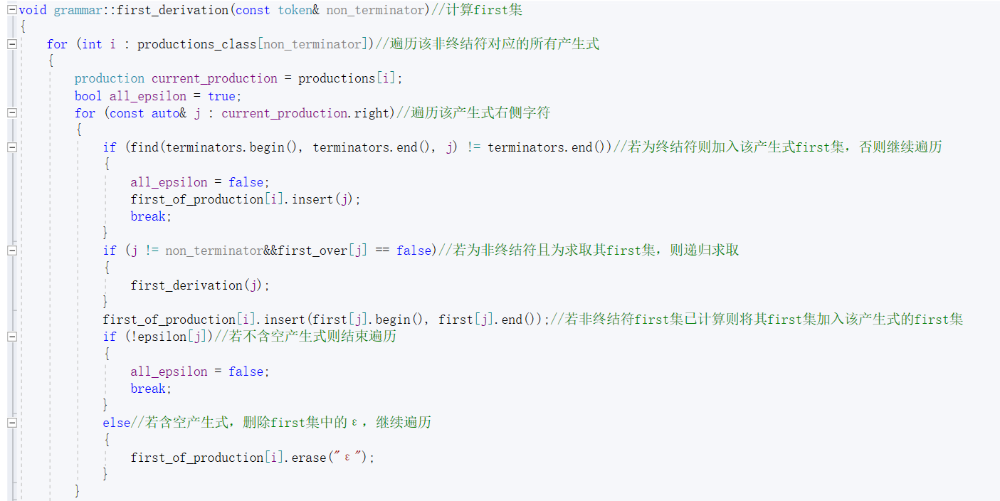 void grammar::first_derivation(const token& non_terminator)//计算first集
{
for (int i : productions_class[non_terminator])//遍历该非终结符对应的所有产生式
{
production current_production = productions[i];
bool all_epsilon = true;
for (const auto& j : current_production.right)//遍历该产生式右侧字符
{
if (find(terminators.begin(), terminators.end(), j) != terminators.end())//若为终结符则加入该产生式first集，否则继续遍历
{
all_epsilon = false;
first_of_production[i].insert(j);
break;
}
if (j != non_terminator&&first_over[j] == false)//若为非终结符且为求取其first集，则递归求取
{
first_derivation(j);
}
first_of_production[i].insert(first[j].begin(), first[j].end());//若非终结符first集已计算则将其first集加入该产生式的first集
if (!epsilon[j])//若不含空产生式则结束遍历
{
all_epsilon = false;
break;
}
else//若含空产生式，删除first集中的ε，继续遍历
{
first_of_production[i].erase("ε");
}
}